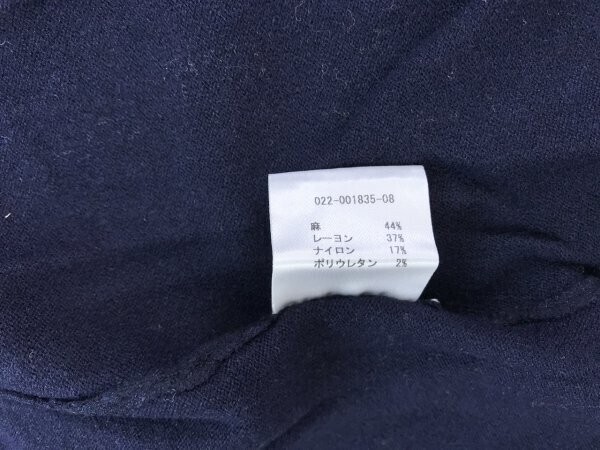 022-001835-08
麻 44%
レーヨン 37%
ナイロン 17%
ポリウレタン 2%